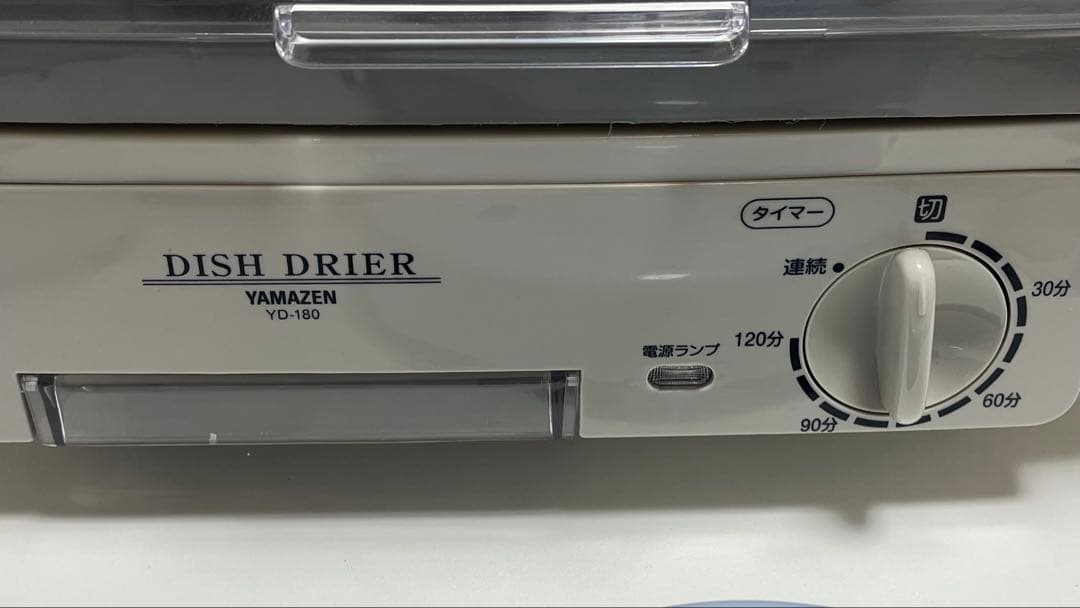 DISH DRIER
YAMAZEN
YD-180
タイマー
切
連続
30分
電源ランプ
120分
60分
90分